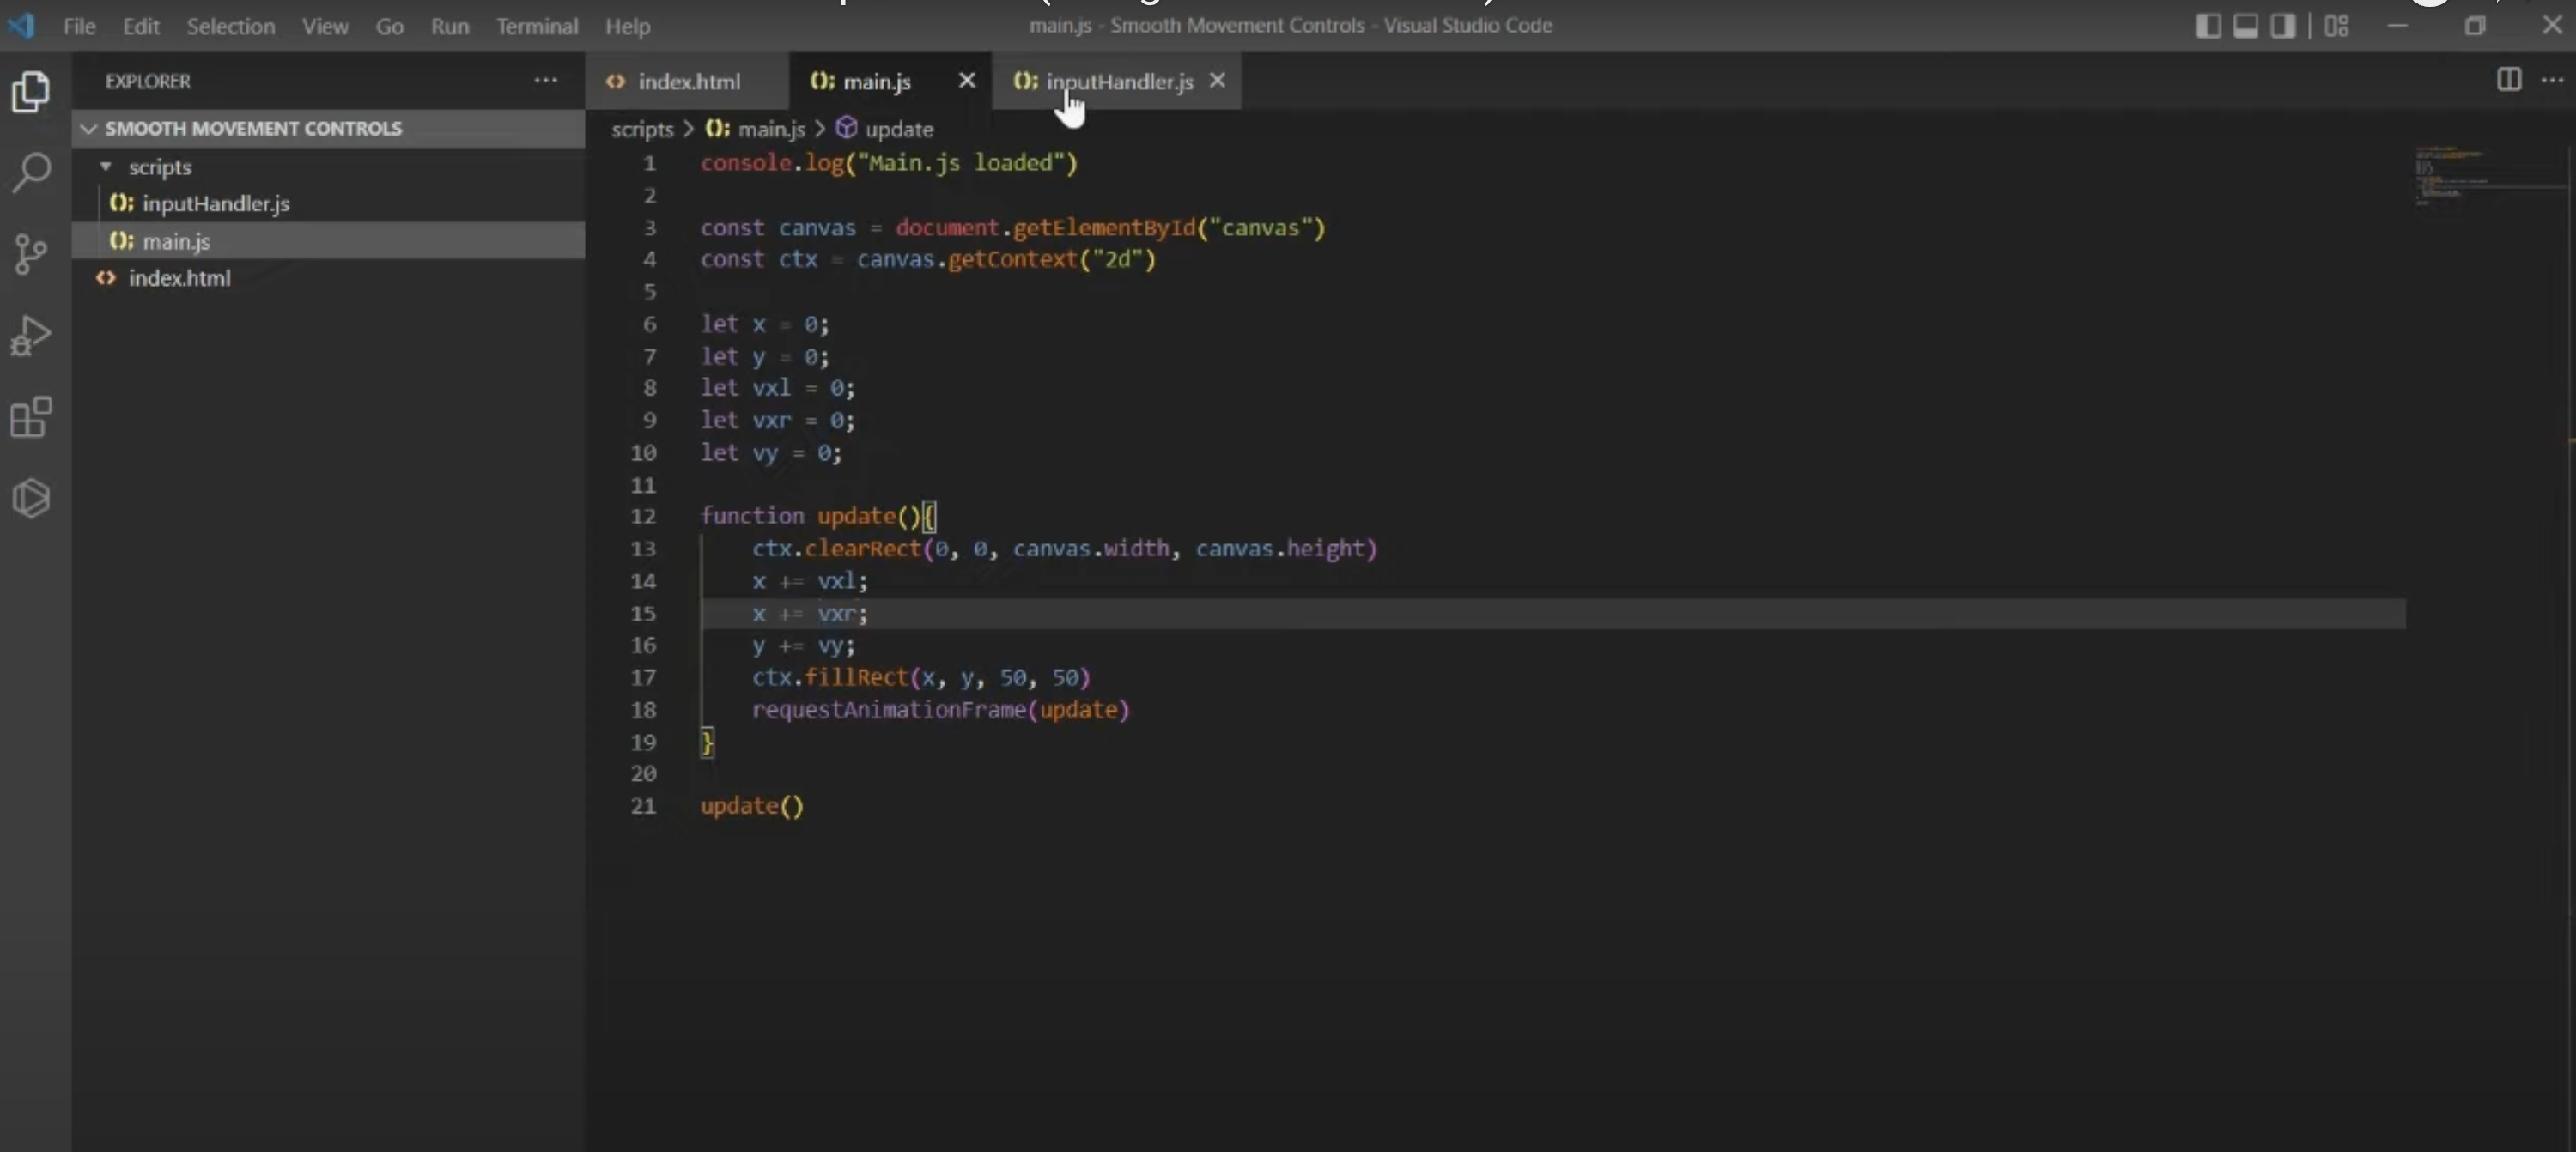 File Edit Selection View Go Run Terminal Help main.js - Smooth Movement Controls - Visual Studio Code
EXPLORER
index.html
main.js
inputHandler.js
SMOOTH MOVEMENT CONTROLS
scripts
inputHandler.js
main.js
index.html
scripts > main.js > update
1 console.log("Main.js loaded")
2
3 const canvas = document.getElementById("canvas")
4 const ctx = canvas.getContext("2d")
5
6 let x = 0;
7 let y = 0;
8 let vxl = 0;
9 let vxr = 0;
10 let vy = 0;
11
12 function update(){
13 ctx.clearRect(0, 0, canvas.width, canvas.height)
14 x += vxl;
15 x += vxr;
16 y += vy;
17 ctx.fillRect(x, y, 50, 50)
18 requestAnimationFrame(update)
19 }
20
21 update()